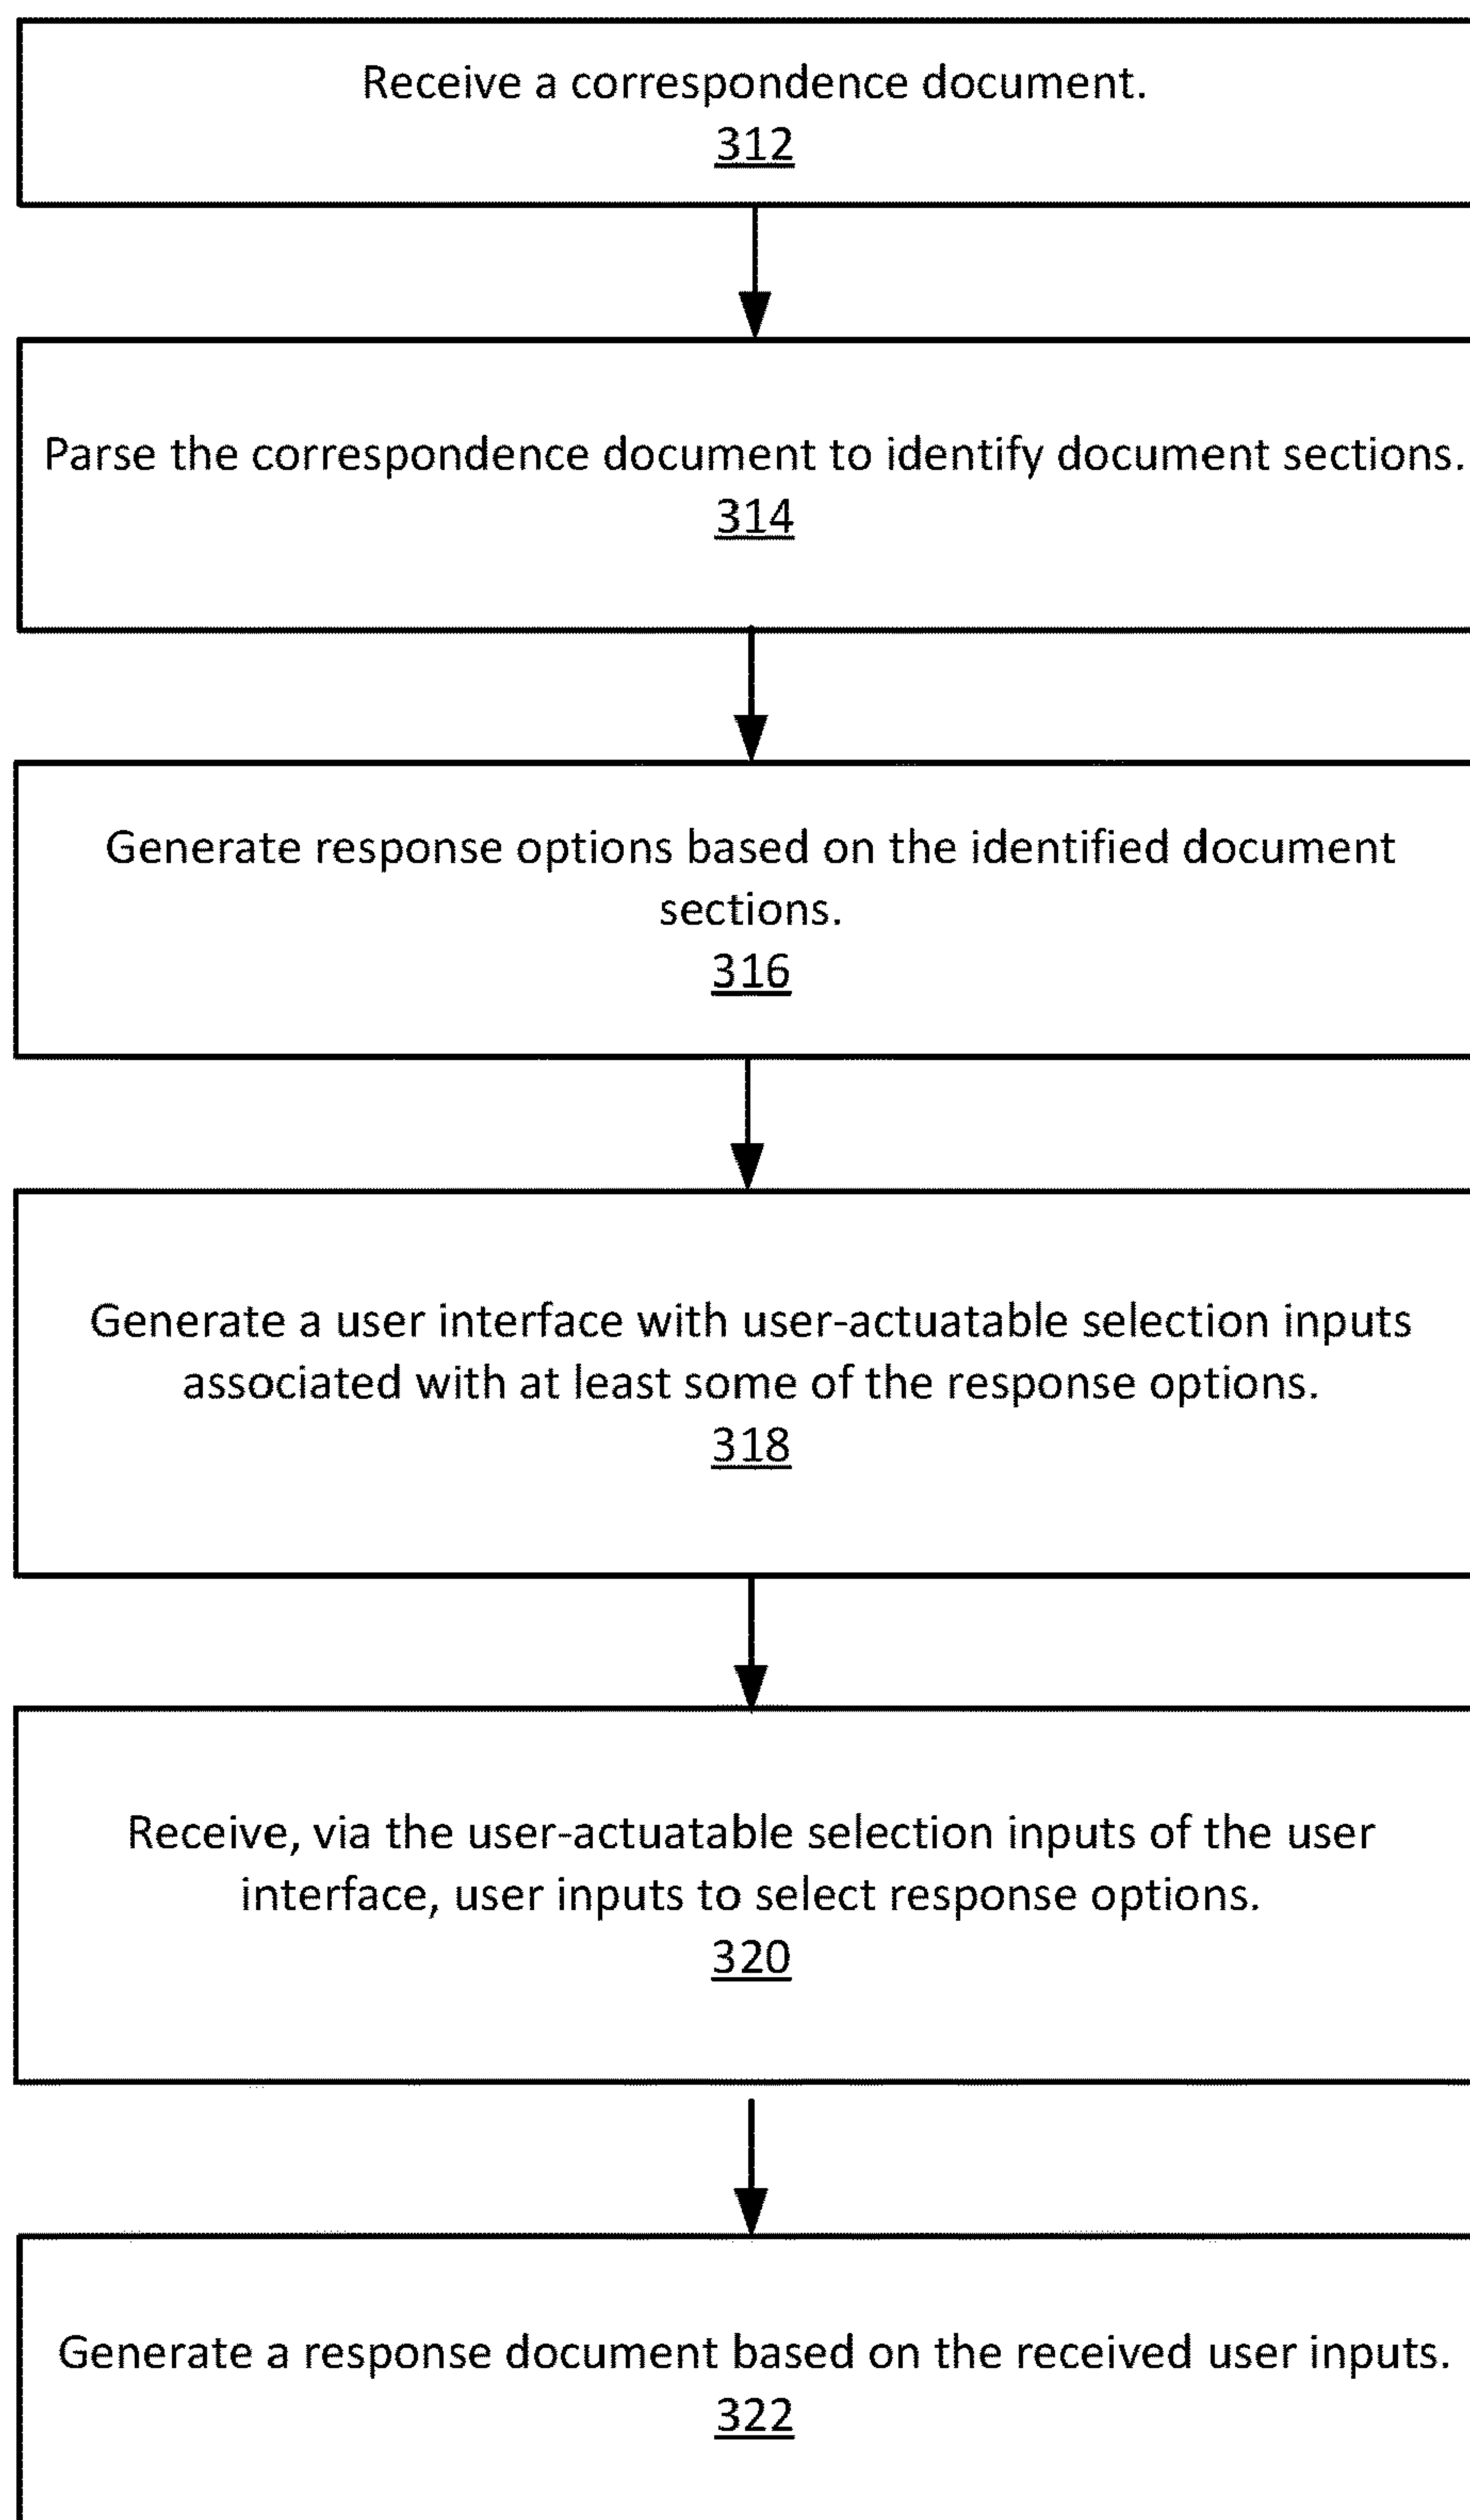 Receive a correspondence document.
312
Parse the correspondence document to identify document sections.
314
Generate response options based on the identified document
sections.
316
Generate a user interface with user-actuatable selection inputs
associated with at least some of the response options.
318
Receive, via the user-actuatable selection inputs of the user
interface, user inputs to select response options.
320
Generate a response document based on the received user inputs.
322